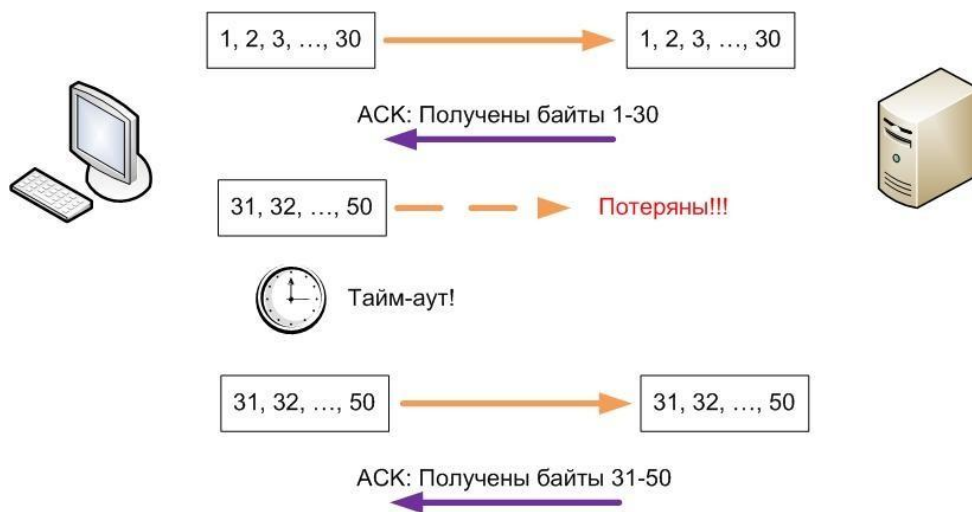 1, 2, 3, ..., 30
1, 2, 3, ..., 30
ACK: Получены байты 1-30
31, 32, ..., 50
Потеряны!!!
Тайм-аут!
31, 32, ..., 50
31, 32, ..., 50
ACK: Получены байты 31-50